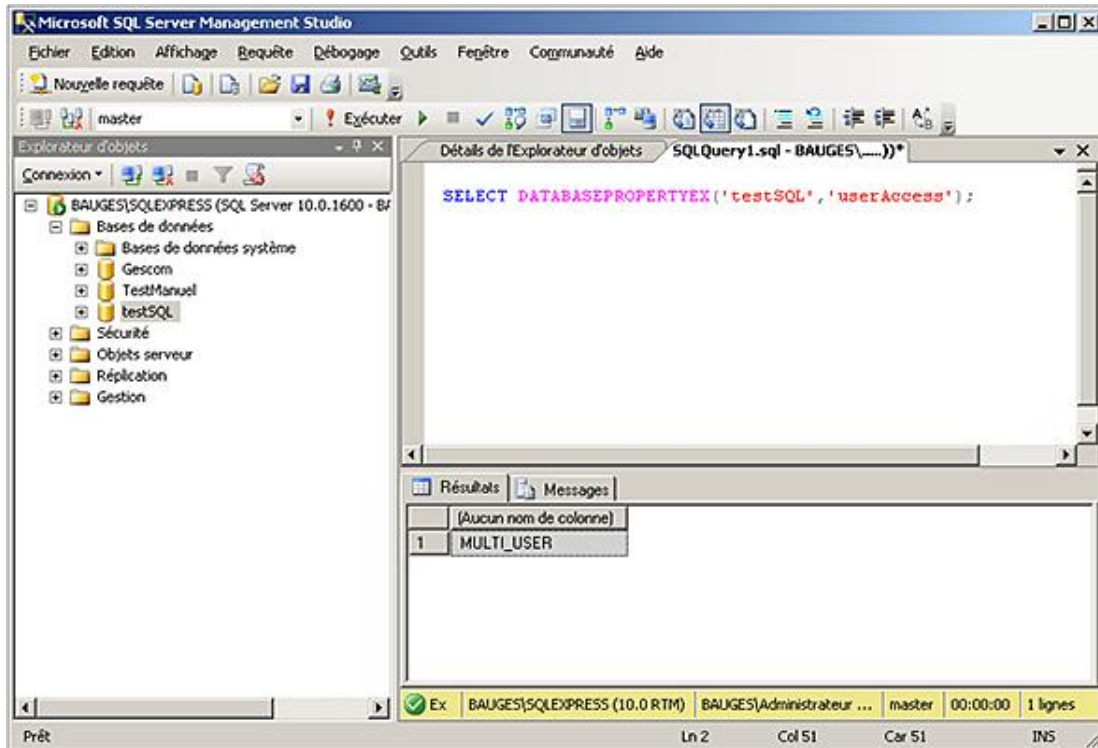 Microsoft SQL Server Management Studio
Fichier Edition Affichage Requête Débogage Outils Fenêtre Communauté Aide
Nouvelle requête
master Exécuter
Explorateur d'objets
Détails de l'Explorateur d'objets SQLQuery1.sql - BAUGES\.....))*
Connexion
SELECT DATABASEPROPERTYEX('testSQL','userAccess');
BAUGES\SQLEXPRESS (SQL Server 10.0.1600 - BA
Bases de données
Bases de données système
Gescom
TestManuel
testSQL
Sécurité
Objets serveur
Réplication
Gestion
Résultats Messages
(Aucun nom de colonne)
1 MULTI_USER
Ex BAUGES\SQLEXPRESS (10.0 RTM) BAUGES\Administrateur ... master 00:00:00 1 lignes
Prêt Ln 2 Col 51 Car 51 INS